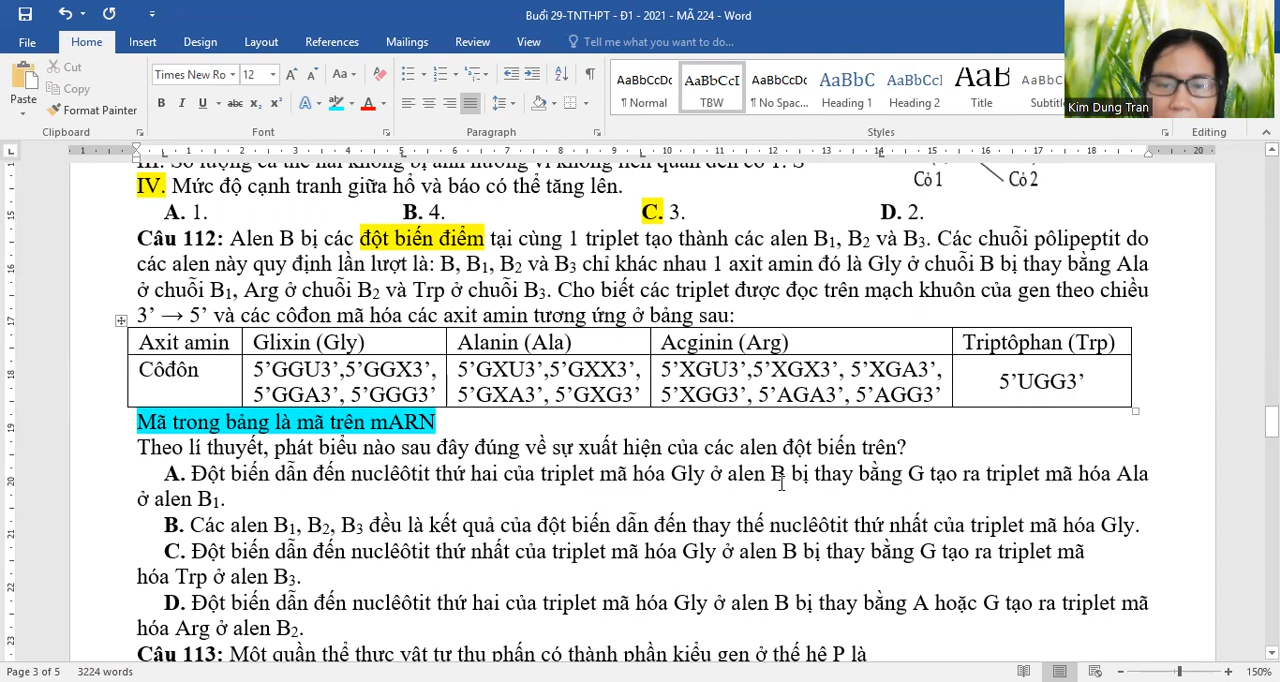 Buổi 29-TNTHPT - Đ1 - 2021 - MÃ 224 - Word
File Home Insert Design Layout References Mailings Review View Tell me what you want to do...
Cut
Copy
Format Painter
Paste
Times New Ro 12
AaBbCcDc AaBbCcI AaBbCcDc AaBbC AaBbCcI AaB AaBbCcD
¶ Normal TBW ¶ No Spac... Heading 1 Heading 2 Title Subtitle
Kim Dung Tran
Clipboard Font Paragraph Styles Editing
IV. Mức độ cạnh tranh giữa hổ và báo có thể tăng lên.
Cỏ 1 Cỏ 2
A. 1. B. 4. C. 3. D. 2.
Câu 112: Alen B bị các đột biến điểm tại cùng 1 triplet tạo thành các alen B₁, B₂ và B₃. Các chuỗi pôlipeptit do
các alen này quy định lần lượt là: B, B₁, B₂ và B₃ chỉ khác nhau 1 axit amin đó là Gly ở chuỗi B bị thay bằng Ala
ở chuỗi B₁, Arg ở chuỗi B₂ và Trp ở chuỗi B₃. Cho biết các triplet được đọc trên mạch khuôn của gen theo chiều
3’ → 5’ và các côđon mã hóa các axit amin tương ứng ở bảng sau:
Axit amin Glixin (Gly) Alanin (Ala) Acginin (Arg) Triptôphan (Trp)
Côđôn 5’GGU3’,5’GGX3’, 5’GXU3’,5’GXX3’, 5’XGU3’,5’XGX3’, 5’XGA3’, 5’UGG3’
5’GGA3’, 5’GGG3’ 5’GXA3’, 5’GXG3’ 5’XGG3’, 5’AGA3’, 5’AGG3’
Mã trong bảng là mã trên mARN
Theo lí thuyết, phát biểu nào sau đây đúng về sự xuất hiện của các alen đột biến trên?
A. Đột biến dẫn đến nuclêôtit thứ hai của triplet mã hóa Gly ở alen B bị thay bằng G tạo ra triplet mã hóa Ala
ở alen B₁.
B. Các alen B₁, B₂, B₃ đều là kết quả của đột biến dẫn đến thay thế nuclêôtit thứ nhất của triplet mã hóa Gly.
C. Đột biến dẫn đến nuclêôtit thứ nhất của triplet mã hóa Gly ở alen B bị thay bằng G tạo ra triplet mã
hóa Trp ở alen B₃.
D. Đột biến dẫn đến nuclêôtit thứ hai của triplet mã hóa Gly ở alen B bị thay bằng A hoặc G tạo ra triplet mã
hóa Arg ở alen B₂.
Câu 113: Một quần thể thực vật tự thụ phấn có thành phần kiểu gen ở thế hệ P là
Page 3 of 5 3224 words 150%